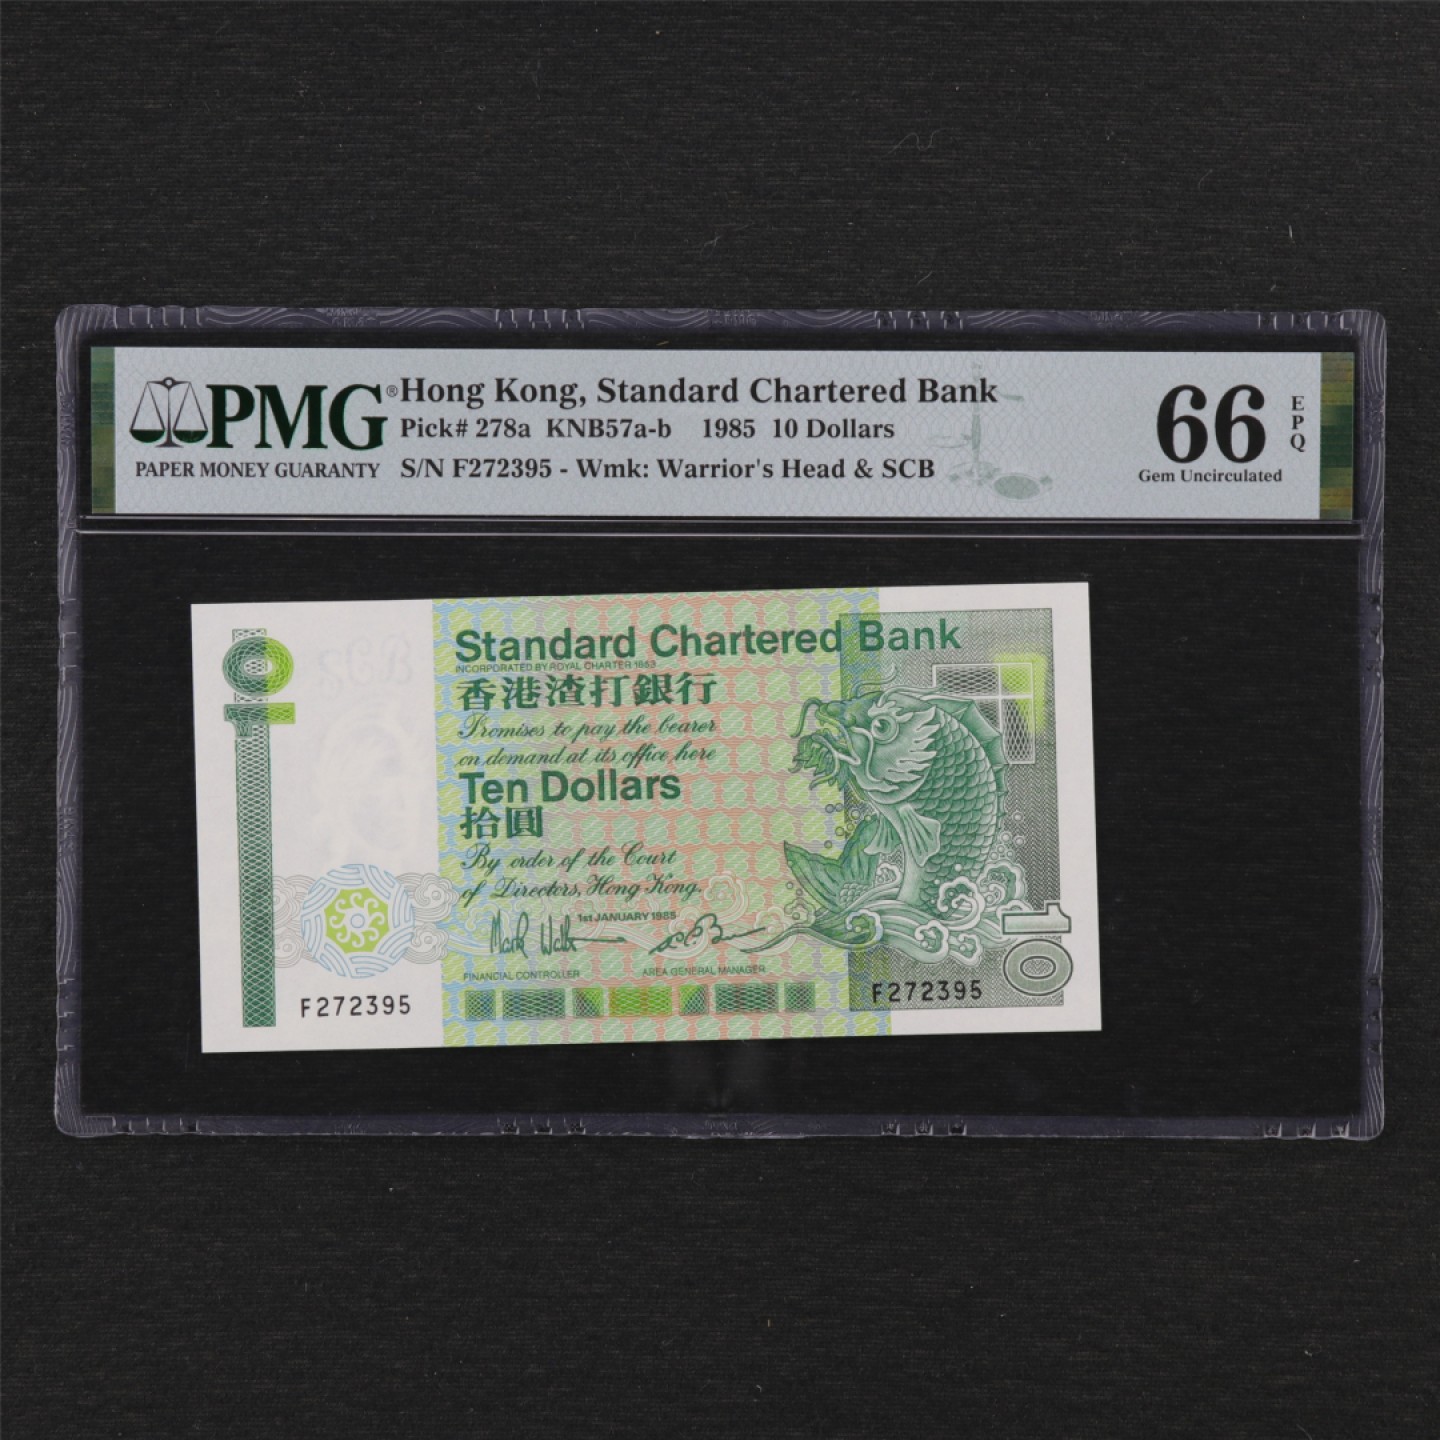 PMG®
PAPER MONEY GUARANTY
Hong Kong, Standard Chartered Bank
Pick# 278a KNB57a-b 1985 10 Dollars
S/N F272395 - Wmk: Warrior's Head & SCB
66
Gem Uncirculated
EPQ
10
Standard Chartered Bank
INCORPORATED BY ROYAL CHARTER 1853
香港渣打銀行
Promises to pay the bearer
on demand at its office here
Ten Dollars
拾圓
By order of the Court
of Directors, Hong Kong.
1st JANUARY 1985
FINANCIAL CONTROLLER
AREA GENERAL MANAGER
F272395
F272395
10